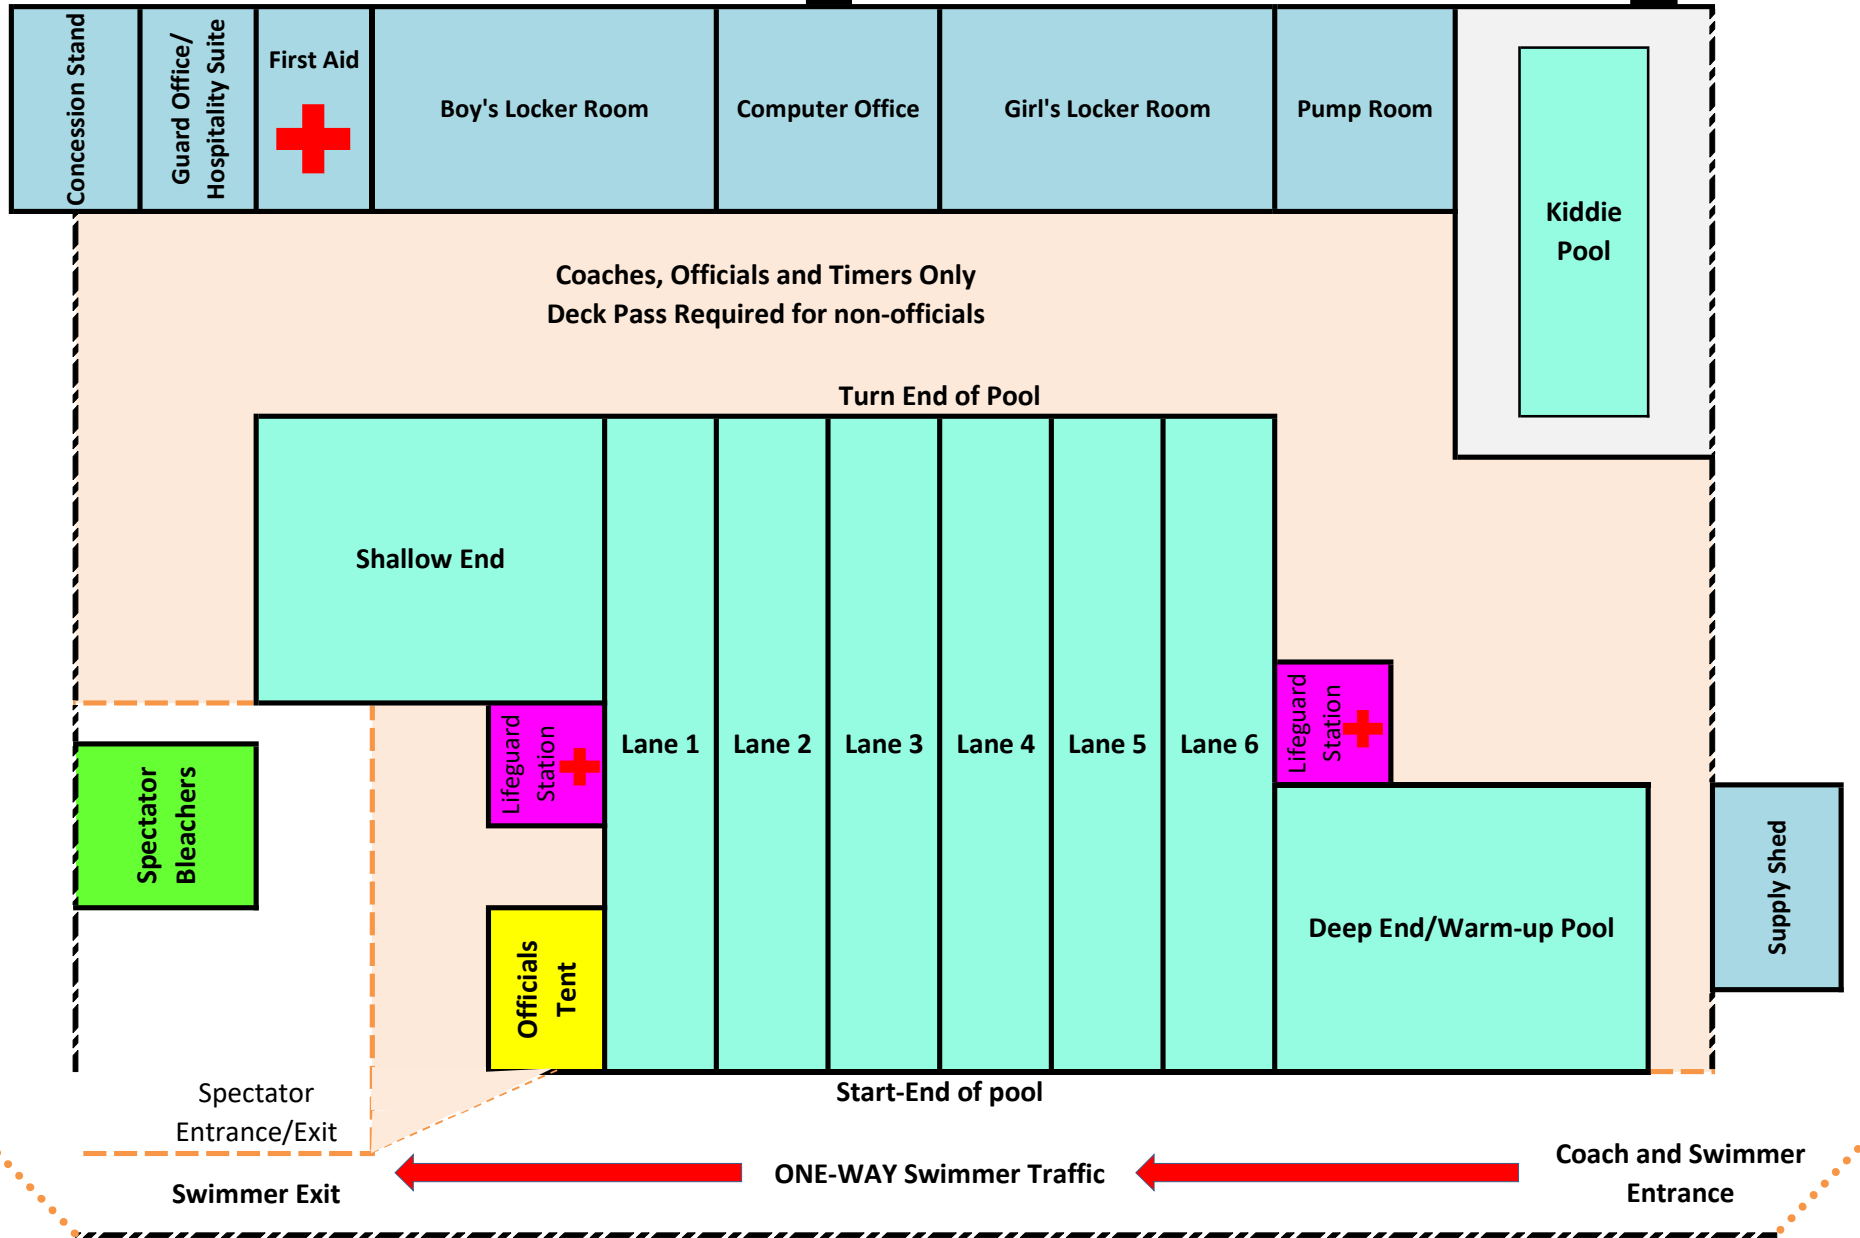 Concession Stand
Guard Office/
Hospitality Suite
First Aid
Boy's Locker Room
Computer Office
Girl's Locker Room
Pump Room
Kiddie
Pool
Coaches, Officials and Timers Only
Deck Pass Required for non-officials
Turn End of Pool
Shallow End
Lifeguard
Station
Lane 1
Lane 2
Lane 3
Lane 4
Lane 5
Lane 6
Lifeguard
Station
Spectator
Bleachers
Officials
Tent
Deep End/Warm-up Pool
Supply Shed
Start-End of pool
Spectator
Entrance/Exit
Swimmer Exit
ONE-WAY Swimmer Traffic
Coach and Swimmer
Entrance